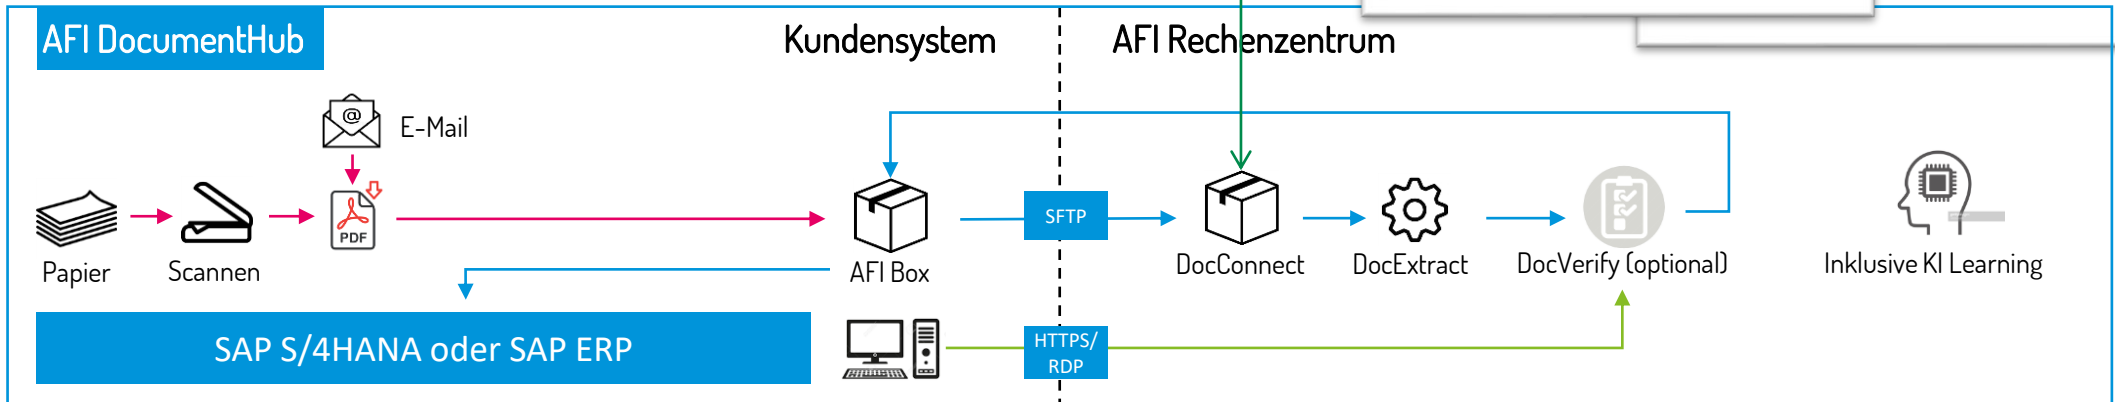 AFI DocumentHub
Kundensystem
AFI Rechenzentrum
@
E-Mail
PDF
SFTP
Papier
Scannen
AFI Box
DocConnect
DocExtract
DocVerify (optional)
Inklusive KI Learning
SAP S/4HANA oder SAP ERP
HTTPS/
RDP